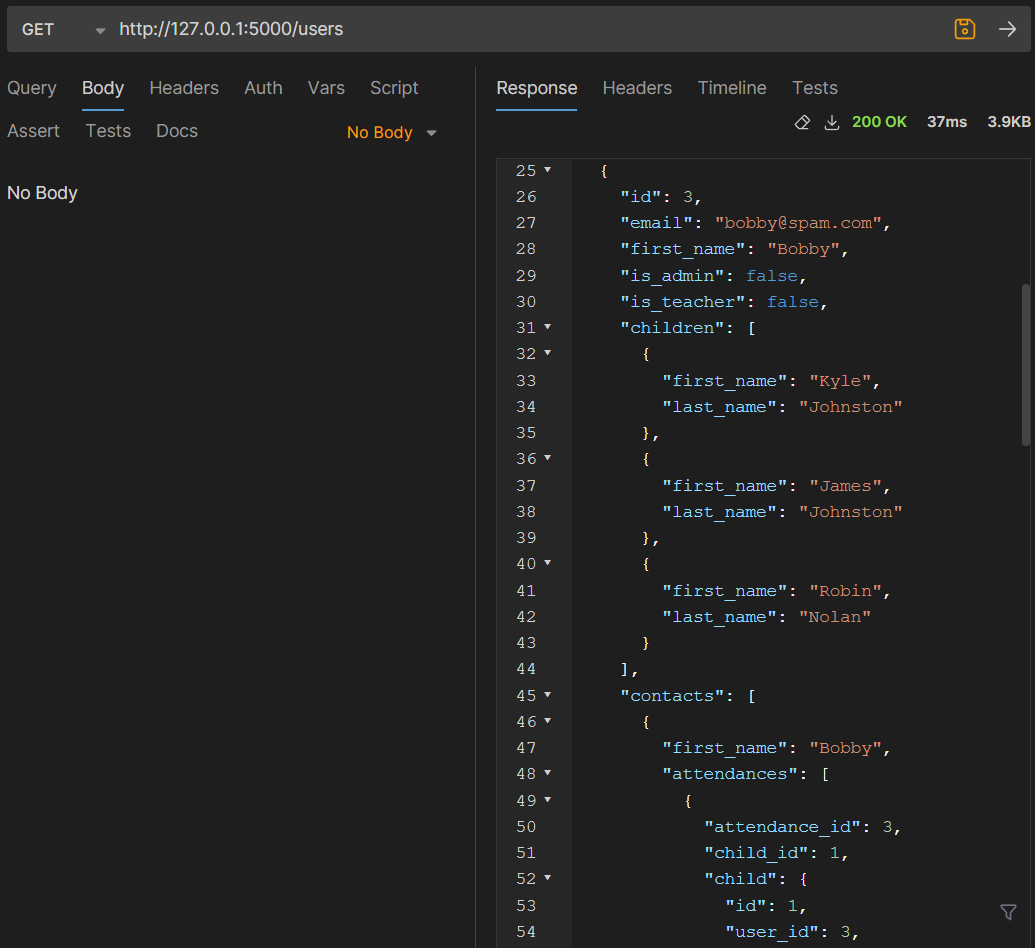 GET http://127.0.0.1:5000/users
Query Body Headers Auth Vars Script
Assert Tests Docs No Body
No Body
Response Headers Timeline Tests
200 OK 37ms 3.9KB
25 {
26 "id": 3,
27 "email": "bobby@spam.com",
28 "first_name": "Bobby",
29 "is_admin": false,
30 "is_teacher": false,
31 "children": [
32 {
33 "first_name": "Kyle",
34 "last_name": "Johnston"
35 },
36 {
37 "first_name": "James",
38 "last_name": "Johnston"
39 },
40 {
41 "first_name": "Robin",
42 "last_name": "Nolan"
43 }
44 ],
45 "contacts": [
46 {
47 "first_name": "Bobby",
48 "attendances": [
49 {
50 "attendance_id": 3,
51 "child_id": 1,
52 "child": {
53 "id": 1,
54 "user_id": 3,